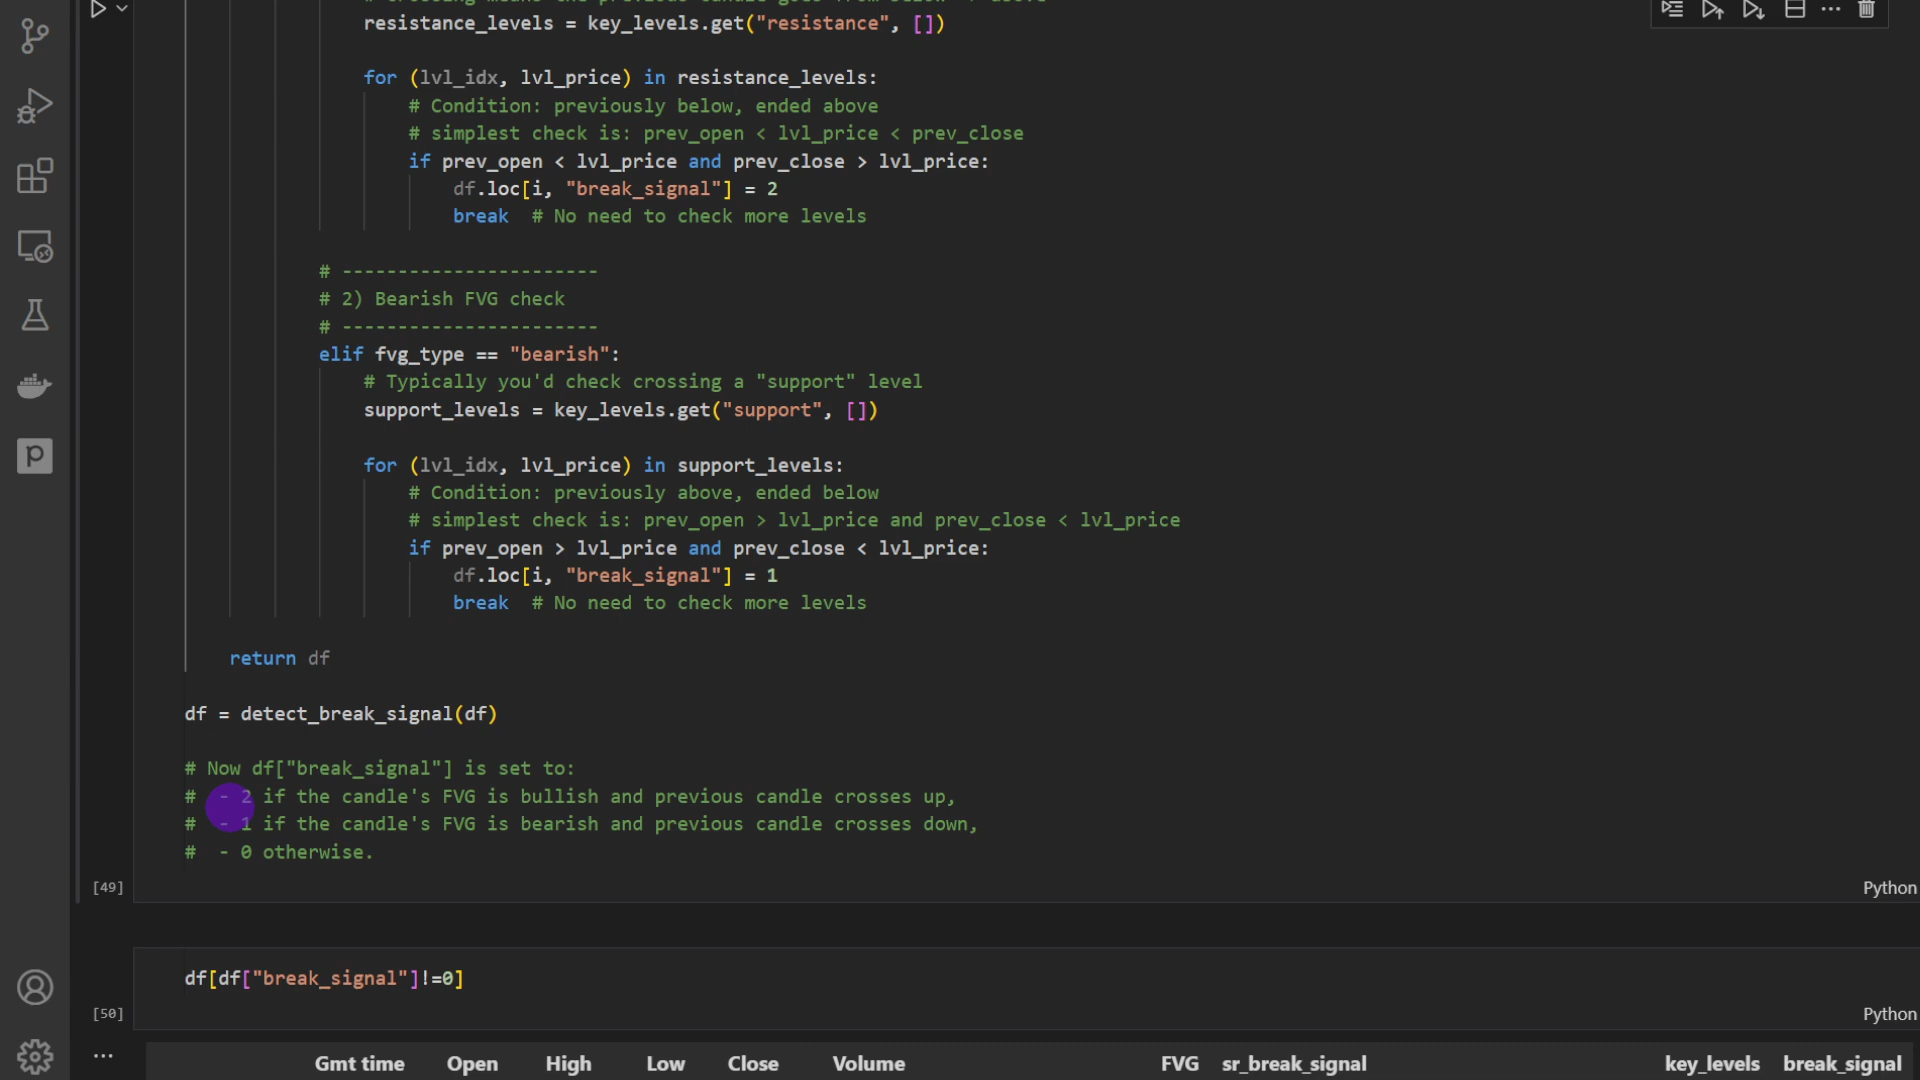 resistance_levels = key_levels.get("resistance", [])
for (lvl_idx, lvl_price) in resistance_levels:
# Condition: previously below, ended above
# simplest check is: prev_open < lvl_price < prev_close
if prev_open < lvl_price and prev_close > lvl_price:
df.loc[i, "break_signal"] = 2
break  # No need to check more levels
# -----------------------
# 2) Bearish FVG check
# -----------------------
elif fvg_type == "bearish":
# Typically you'd check crossing a "support" level
support_levels = key_levels.get("support", [])
for (lvl_idx, lvl_price) in support_levels:
# Condition: previously above, ended below
# simplest check is: prev_open > lvl_price and prev_close < lvl_price
if prev_open > lvl_price and prev_close < lvl_price:
df.loc[i, "break_signal"] = 1
break  # No need to check more levels
return df
df = detect_break_signal(df)
# Now df["break_signal"] is set to:
#  - 2 if the candle's FVG is bullish and previous candle crosses up,
#  - 1 if the candle's FVG is bearish and previous candle crosses down,
#  - 0 otherwise.
[49] Python
df[df["break_signal"]!=0]
[50] Python
... Gmt time Open High Low Close Volume FVG sr_break_signal key_levels break_signal